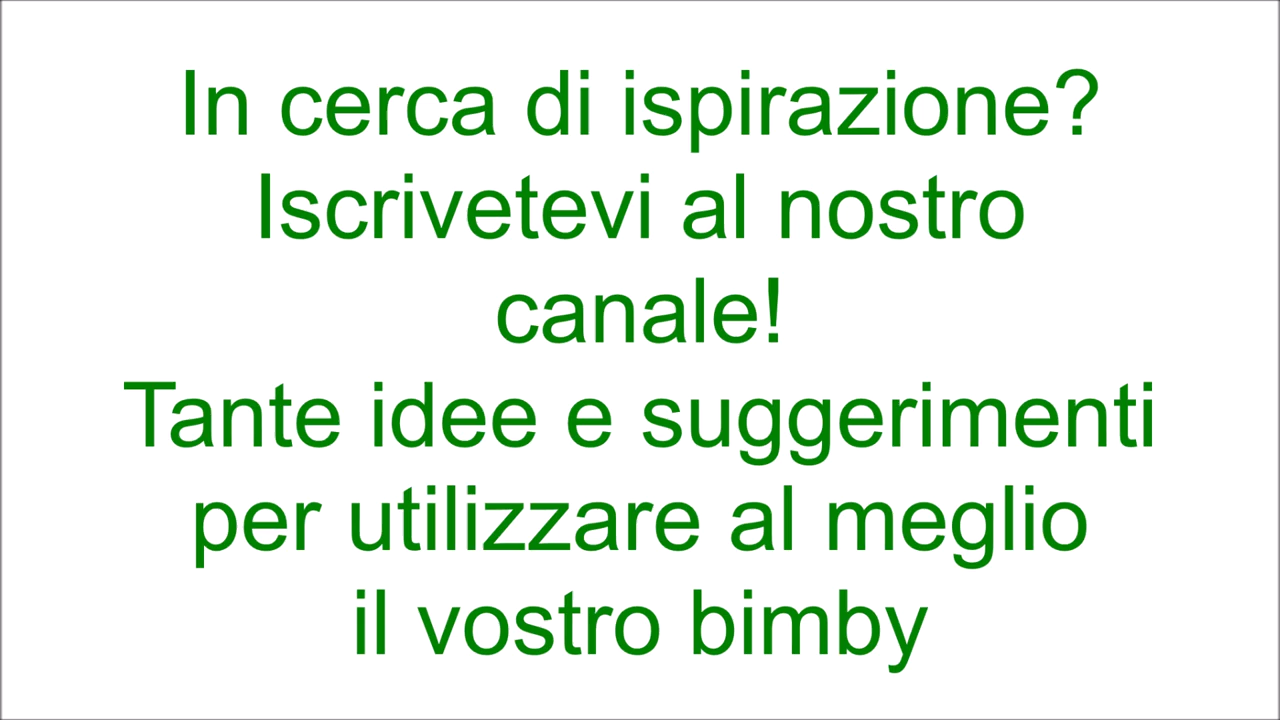 In cerca di ispirazione?
Iscrivetevi al nostro
canale!
Tante idee e suggerimenti
per utilizzare al meglio
il vostro bimby